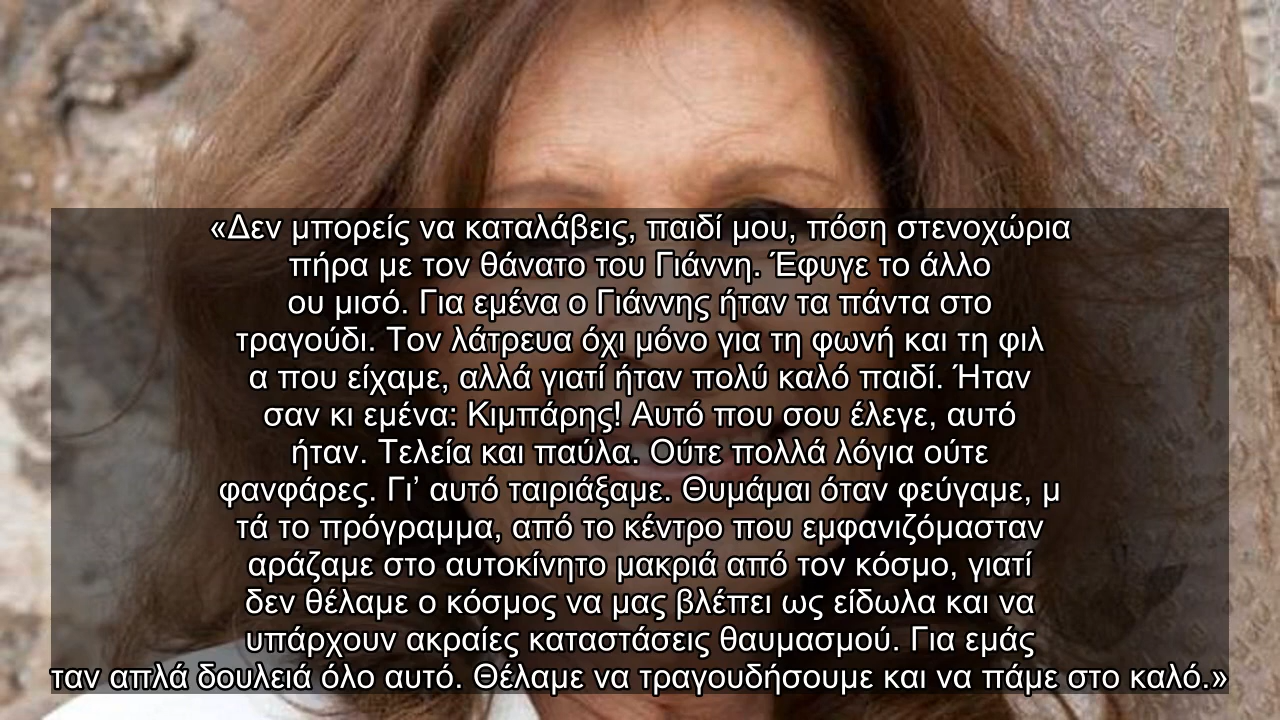 «Δεν μπορείς να καταλάβεις, παιδί μου, πόση στενοχώρια
πήρα με τον θάνατο του Γιάννη. Έφυγε το άλλο
ου μισό. Για εμένα ο Γιάννης ήταν τα πάντα στο
τραγούδι. Τον λάτρευα όχι μόνο για τη φωνή και τη φιλ
α που είχαμε, αλλά γιατί ήταν πολύ καλό παιδί. Ήταν
σαν κι εμένα: Κιμπάρης! Αυτό που σου έλεγε, αυτό
ήταν. Τελεία και παύλα. Ούτε πολλά λόγια ούτε
φανφάρες. Γι’ αυτό ταιριάξαμε. Θυμάμαι όταν φεύγαμε, μ
τά το πρόγραμμα, από το κέντρο που εμφανιζόμασταν
αράζαμε στο αυτοκίνητο μακριά από τον κόσμο, γιατί
δεν θέλαμε ο κόσμος να μας βλέπει ως είδωλα και να
υπάρχουν ακραίες καταστάσεις θαυμασμού. Για εμάς
ταν απλά δουλειά όλο αυτό. Θέλαμε να τραγουδήσουμε και να πάμε στο καλό.»